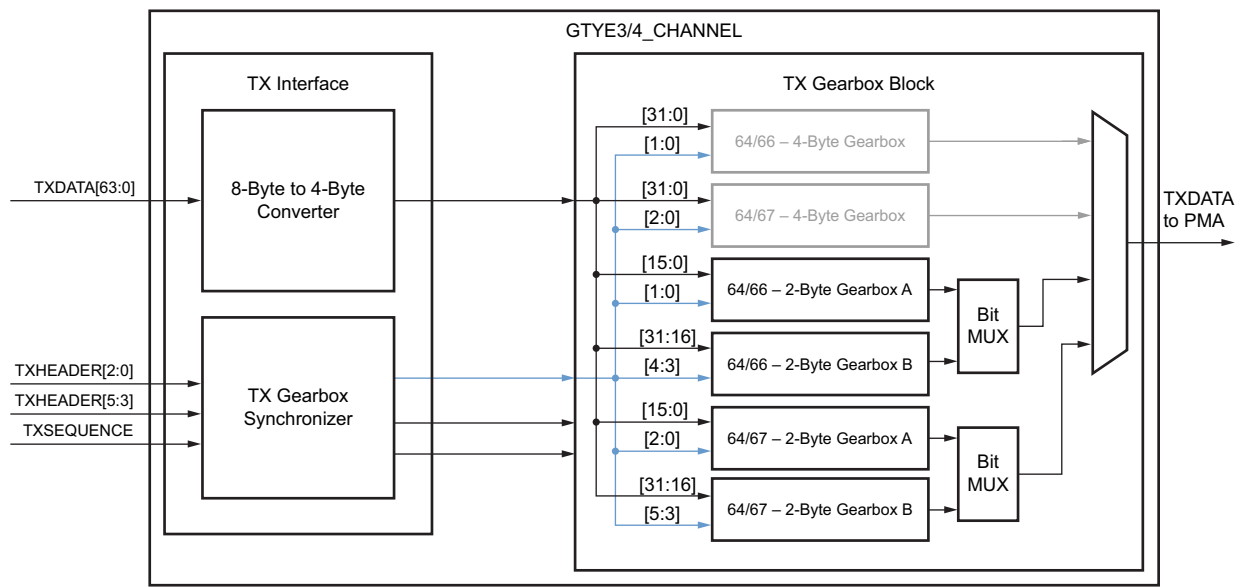 GTYE3/4_CHANNEL
TX Interface
TX Gearbox Block
TXDATA[63:0]
8-Byte to 4-Byte
Converter
TXHEADER[2:0]
TXHEADER[5:3]
TXSEQUENCE
TX Gearbox
Synchronizer
[31:0]
[1:0]
64/66 – 4-Byte Gearbox
[31:0]
[2:0]
64/67 – 4-Byte Gearbox
[15:0]
[1:0]
64/66 – 2-Byte Gearbox A
[31:16]
[4:3]
64/66 – 2-Byte Gearbox B
Bit
MUX
[15:0]
[2:0]
64/67 – 2-Byte Gearbox A
[31:16]
[5:3]
64/67 – 2-Byte Gearbox B
Bit
MUX
TXDATA
to PMA